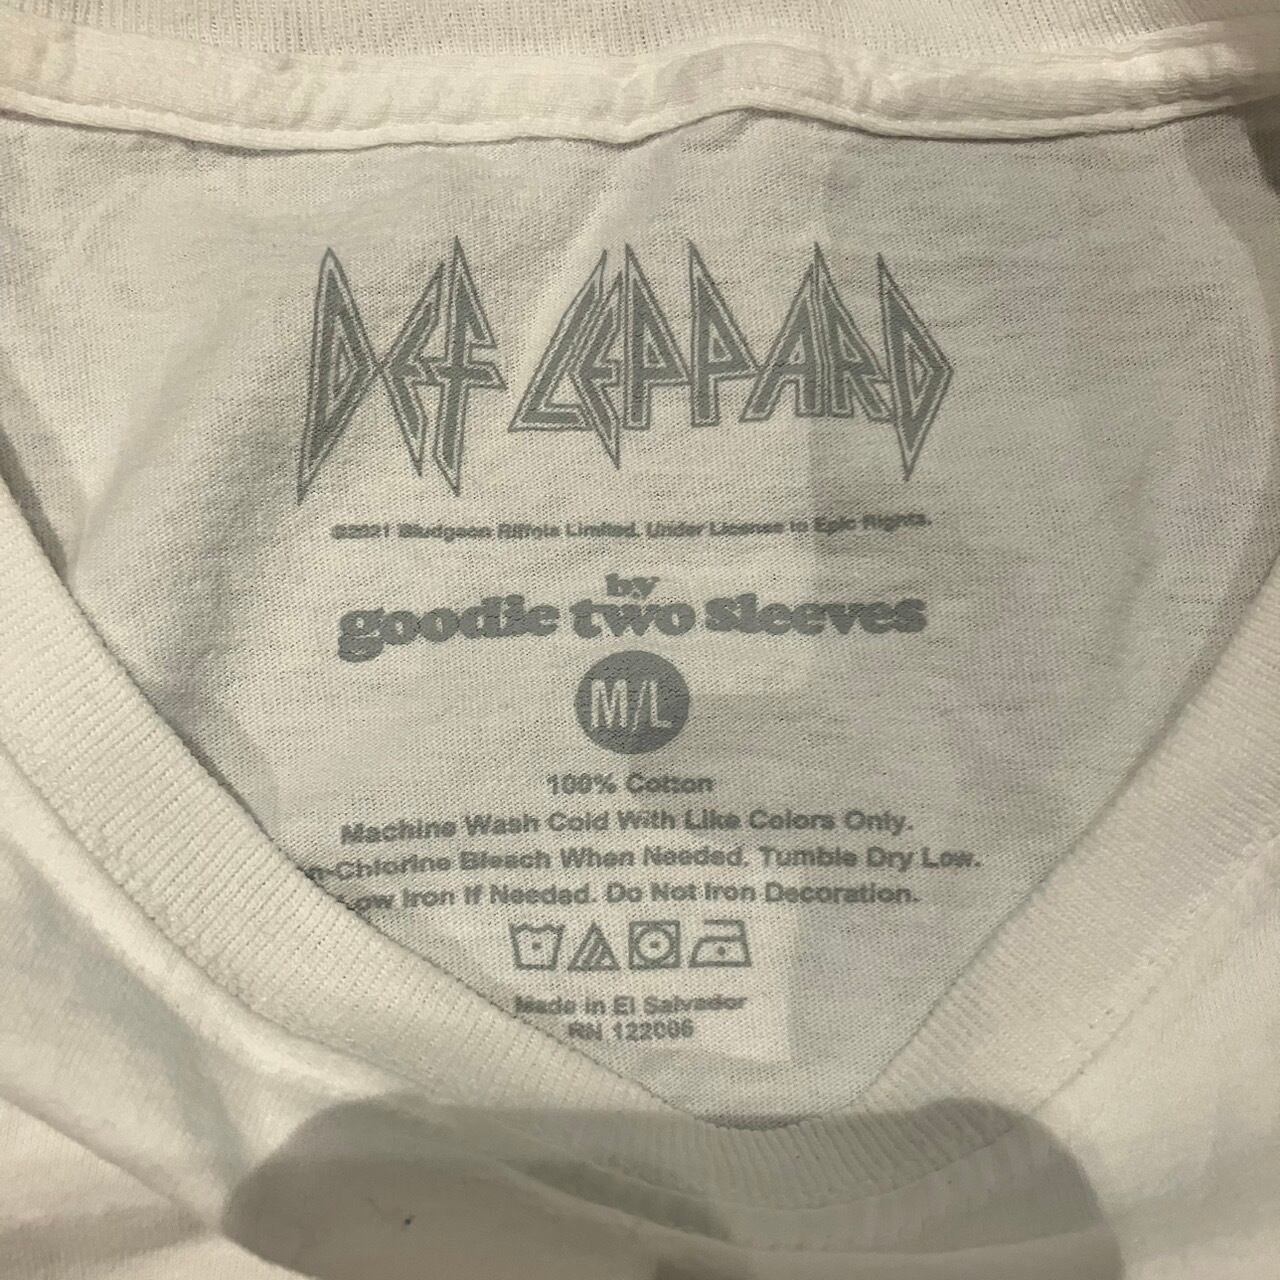 DEF LEPPARD
©2021 Bludgeon Riffola Limited. Under License to Epic Rights.
by
goodie two sleeves
M/L
100% Cotton
Machine Wash Cold With Like Colors Only.
n-Chlorine Bleach When Needed. Tumble Dry Low.
Low Iron If Needed. Do Not Iron Decoration.
Made in El Salvador
RN 122006